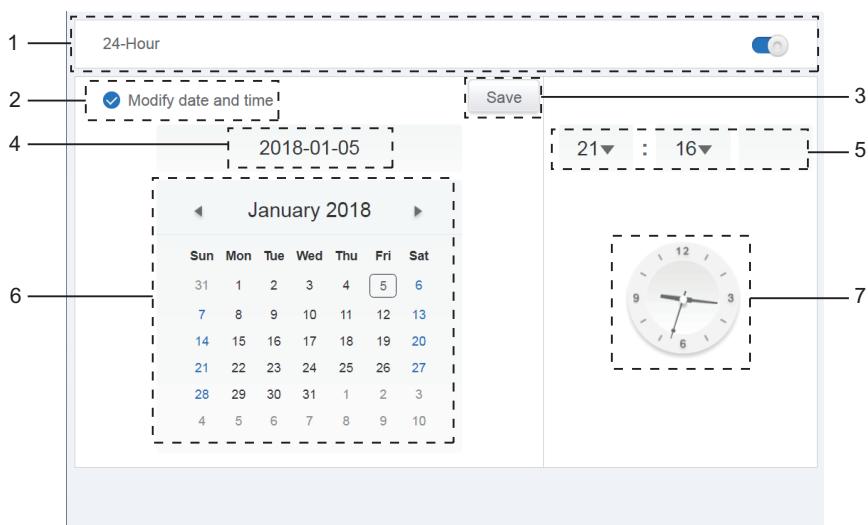 1
24-Hour
2
Modify date and time
Save
3
4
2018-01-05
21 : 16
5
January 2018
Sun Mon Tue Wed Thu Fri Sat
31 1 2 3 4 5 6
7 8 9 10 11 12 13
14 15 16 17 18 19 20
21 22 23 24 25 26 27
28 29 30 31 1 2 3
4 5 6 7 8 9 10
6
12
9 3
6
7